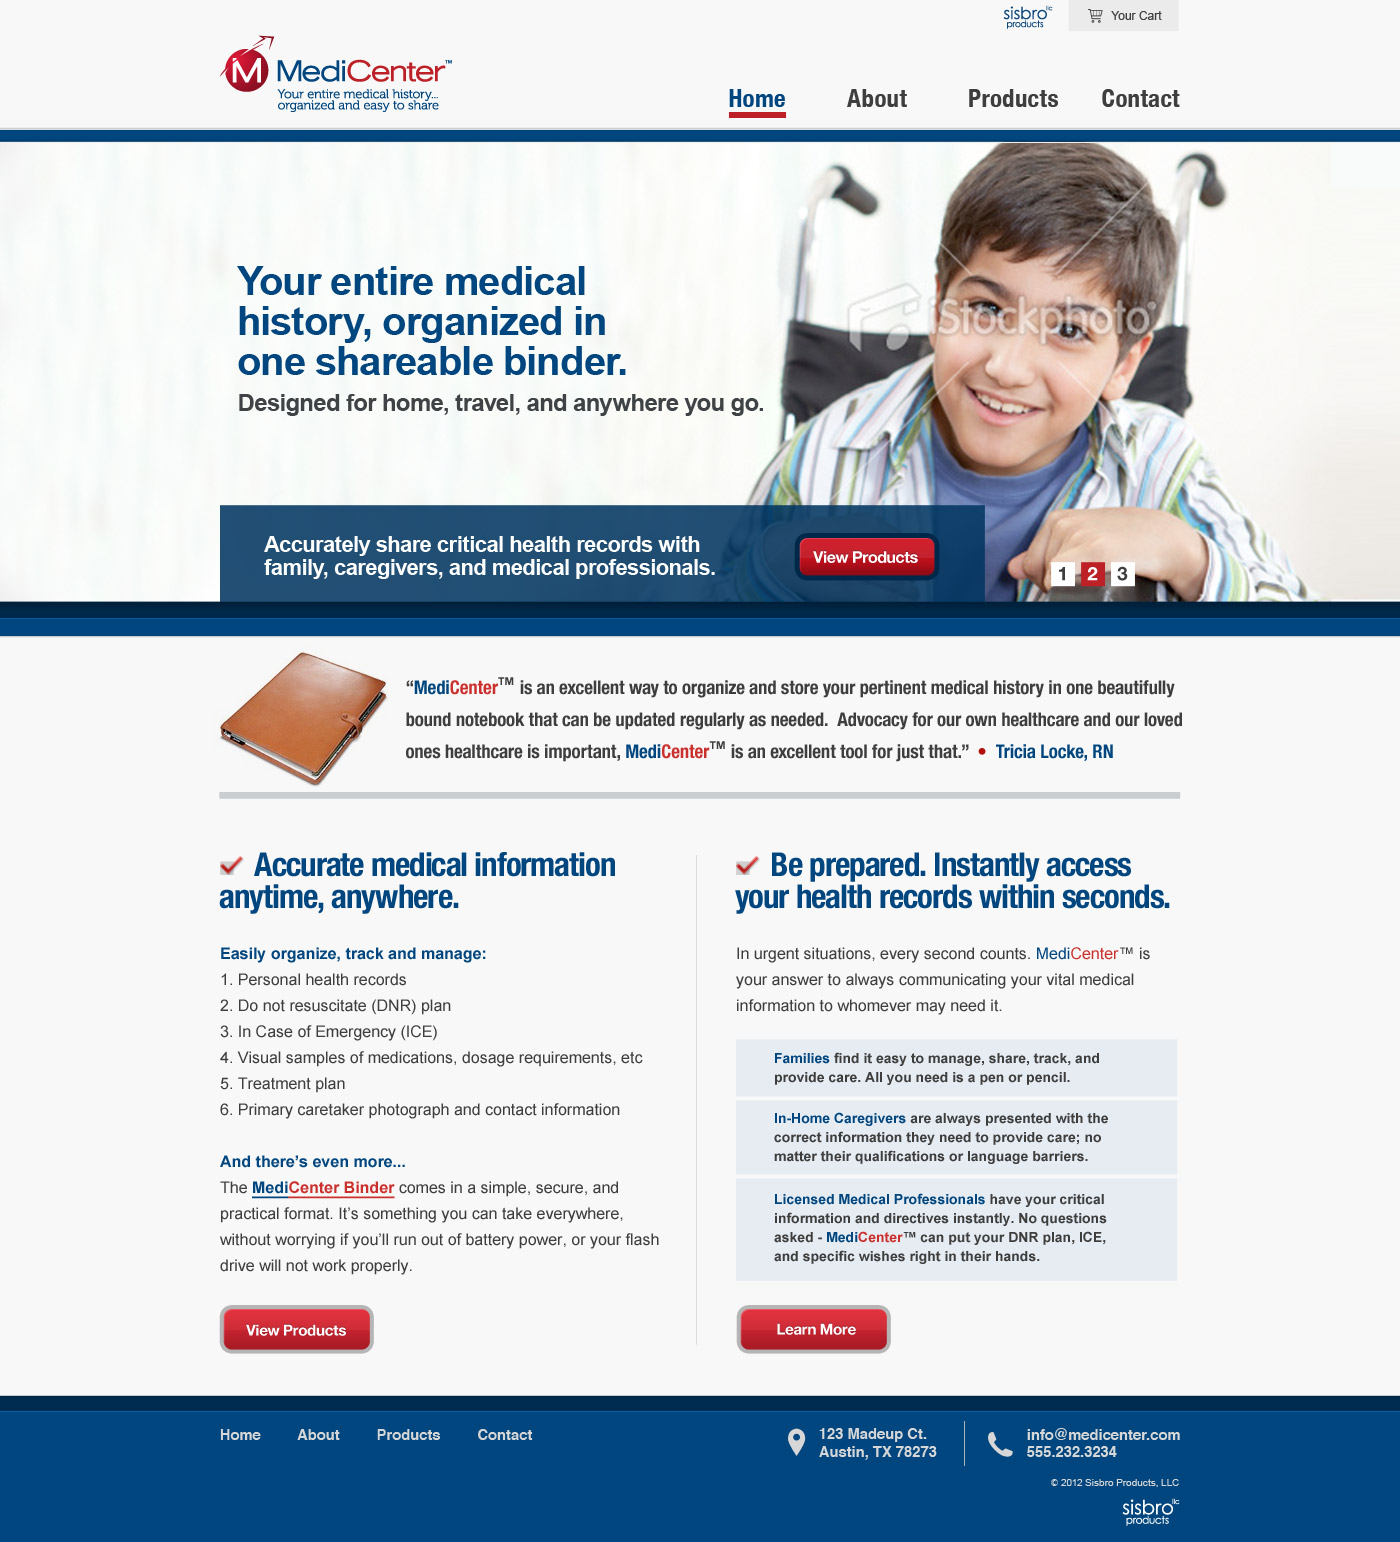 sisbro llc
products
Your Cart
M MediCenter™
Your entire medical history...
organized and easy to share
Home About Products Contact
iStockphoto®
Your entire medical
history, organized in
one shareable binder.
Designed for home, travel, and anywhere you go.
Accurately share critical health records with
family, caregivers, and medical professionals.
View Products
1 2 3
“MediCenter™ is an excellent way to organize and store your pertinent medical history in one beautifully
bound notebook that can be updated regularly as needed. Advocacy for our own healthcare and our loved
ones healthcare is important, MediCenter™ is an excellent tool for just that.” • Tricia Locke, RN
Accurate medical information
anytime, anywhere.
Easily organize, track and manage:
1. Personal health records
2. Do not resuscitate (DNR) plan
3. In Case of Emergency (ICE)
4. Visual samples of medications, dosage requirements, etc
5. Treatment plan
6. Primary caretaker photograph and contact information
And there’s even more...
The MediCenter Binder comes in a simple, secure, and
practical format. It’s something you can take everywhere,
without worrying if you’ll run out of battery power, or your flash
drive will not work properly.
View Products
Be prepared. Instantly access
your health records within seconds.
In urgent situations, every second counts. MediCenter™ is
your answer to always communicating your vital medical
information to whomever may need it.
Families find it easy to manage, share, track, and
provide care. All you need is a pen or pencil.
In-Home Caregivers are always presented with the
correct information they need to provide care; no
matter their qualifications or language barriers.
Licensed Medical Professionals have your critical
information and directives instantly. No questions
asked - MediCenter™ can put your DNR plan, ICE,
and specific wishes right in their hands.
Learn More
Home About Products Contact
123 Madeup Ct.
Austin, TX 78273
info@medicenter.com
555.232.3234
© 2012 Sisbro Products, LLC
sisbro llc
products